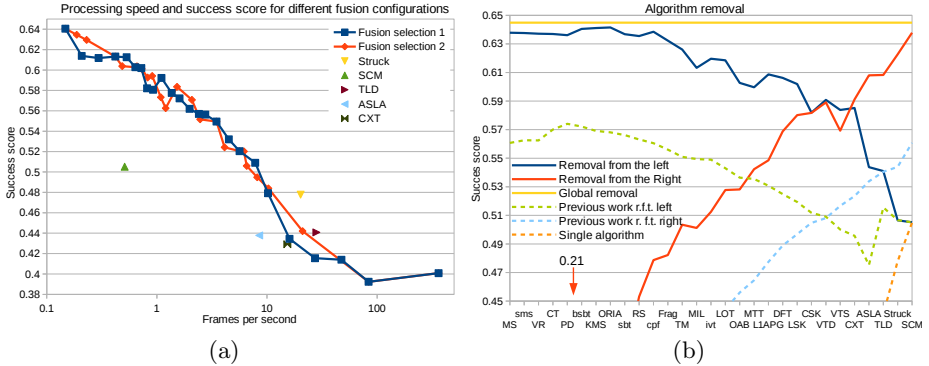 Processing speed and success score for different fusion configurations
Success score
0.64
0.62
0.6
0.58
0.56
0.54
0.52
0.5
0.48
0.46
0.44
0.42
0.4
0.38
0.1
1
10
100
Frames per second
Fusion selection 1
Fusion selection 2
Struck
SCM
TLD
ASLA
CXT
(a)
Algorithm removal
Success score
0.65
0.63
0.61
0.59
0.57
0.55
0.53
0.51
0.49
0.47
0.45
Removal from the left
Removal from the Right
Global removal
Previous work r.f.t. left
Previous work r. f.t. right
Single algorithm
0.21
sms CT bsbt ORIA RS Frag MIL LOT MTT DFT CSK VTS ASLA Struck
MS VR PD KMS sbt cpf TM ivt OAB L1APG LSK VTD CXT TLD SCM
(b)